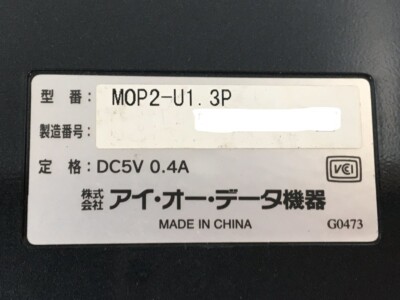 型番: MOP2-U1.3P
製造番号:
定格: DC5V 0.4A
VCCI
株式会社 アイ・オー・データ機器
MADE IN CHINA
G0473